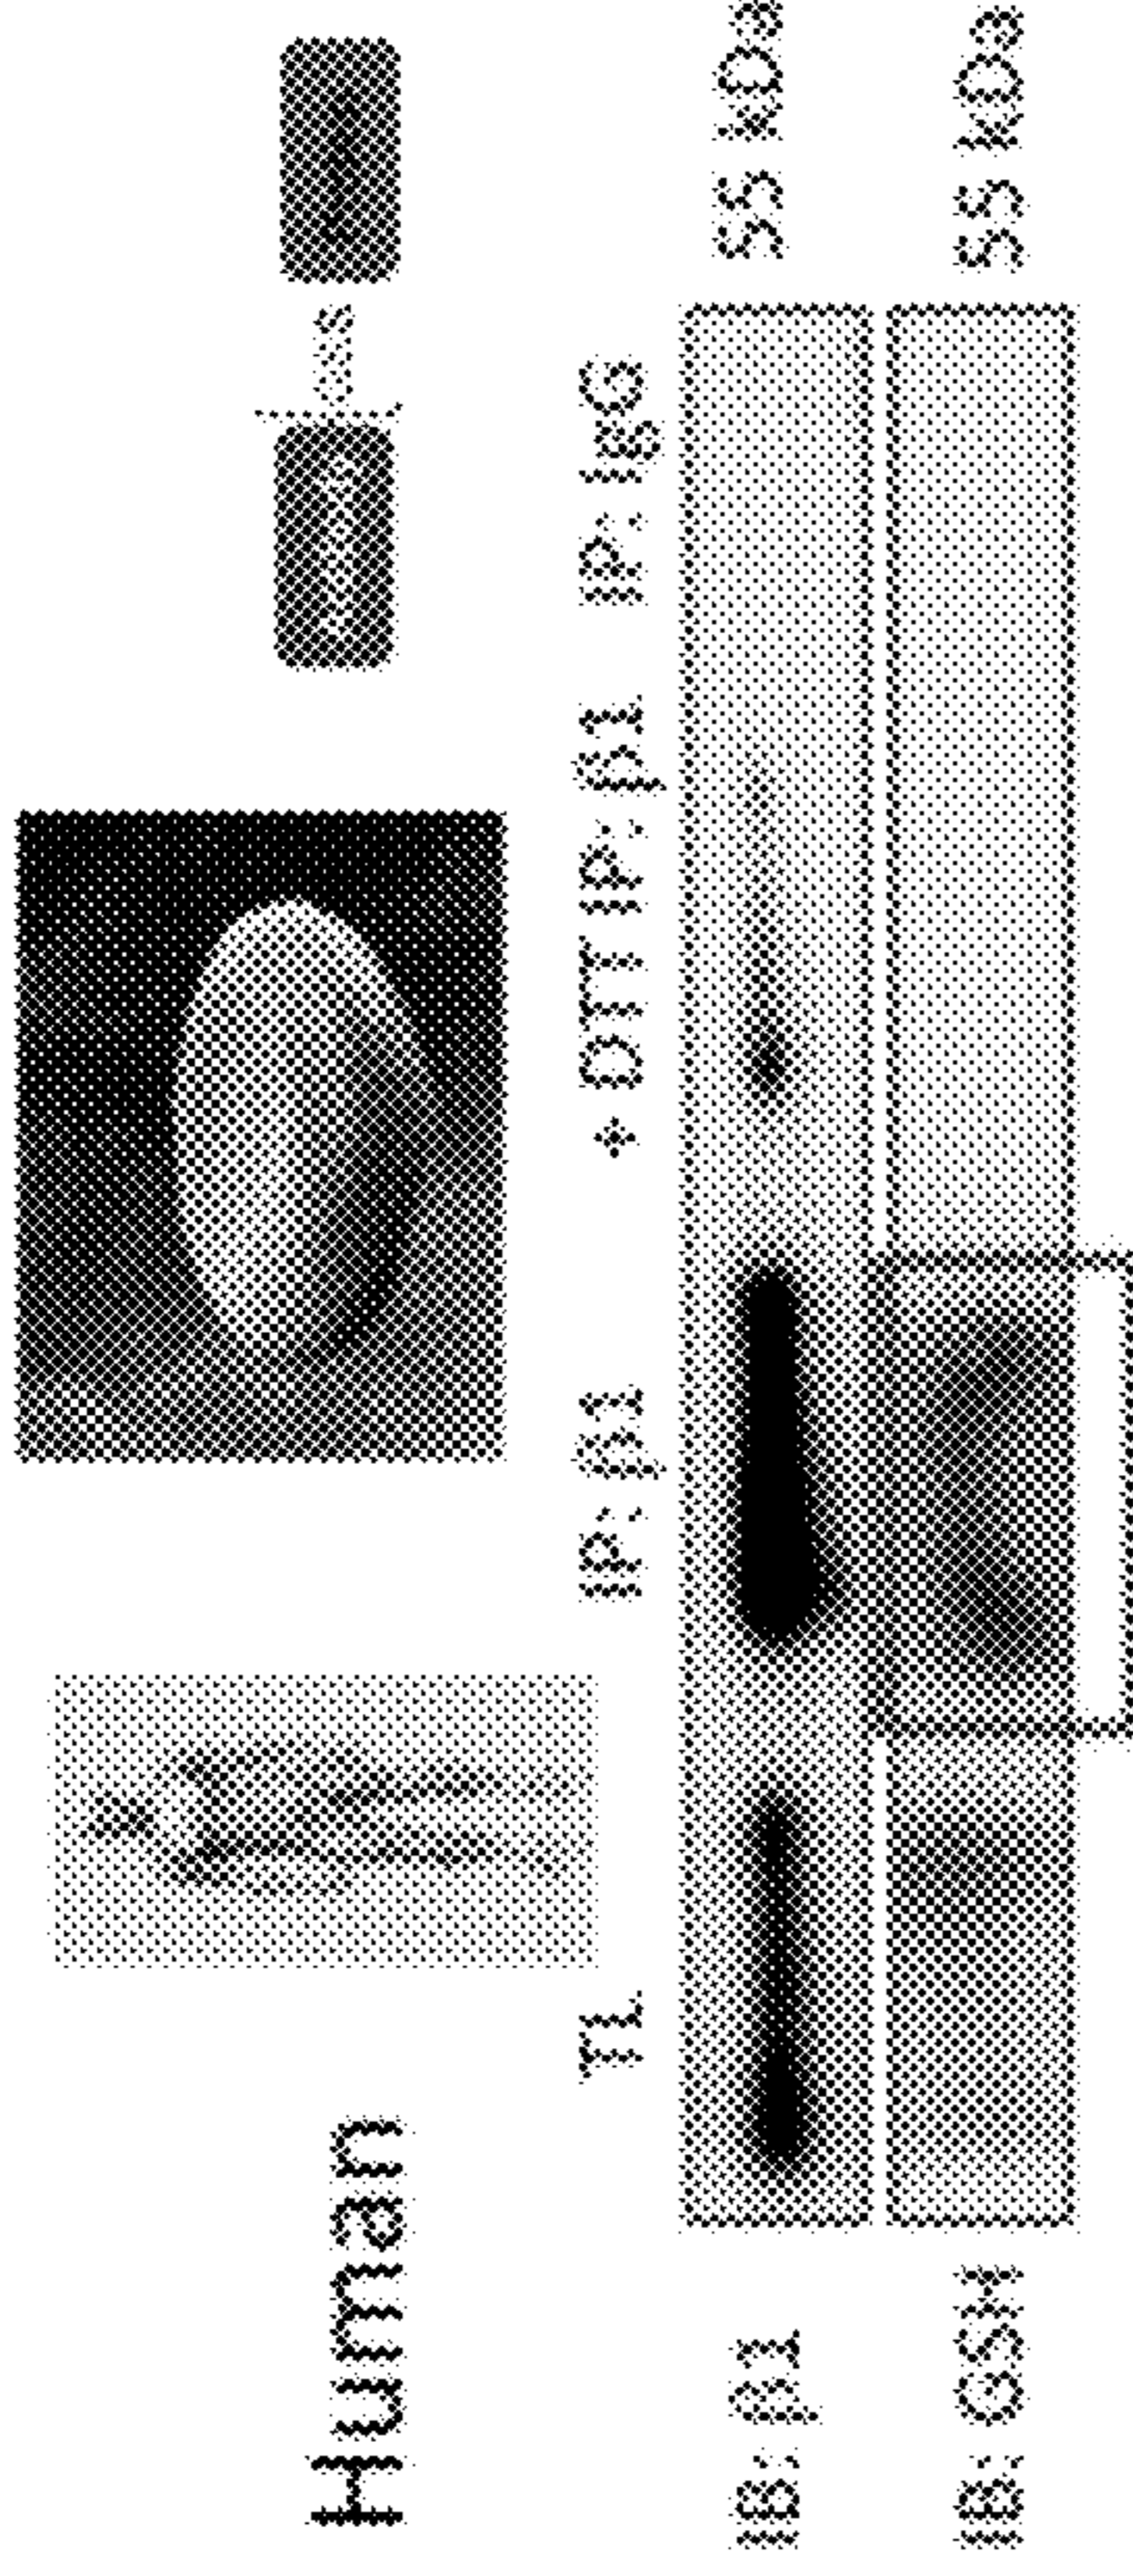 Human
TL IP: β1 + DTT IP: β1 IP: IgG
IB: β1 55 kDa
IB: GSH 55 kDa